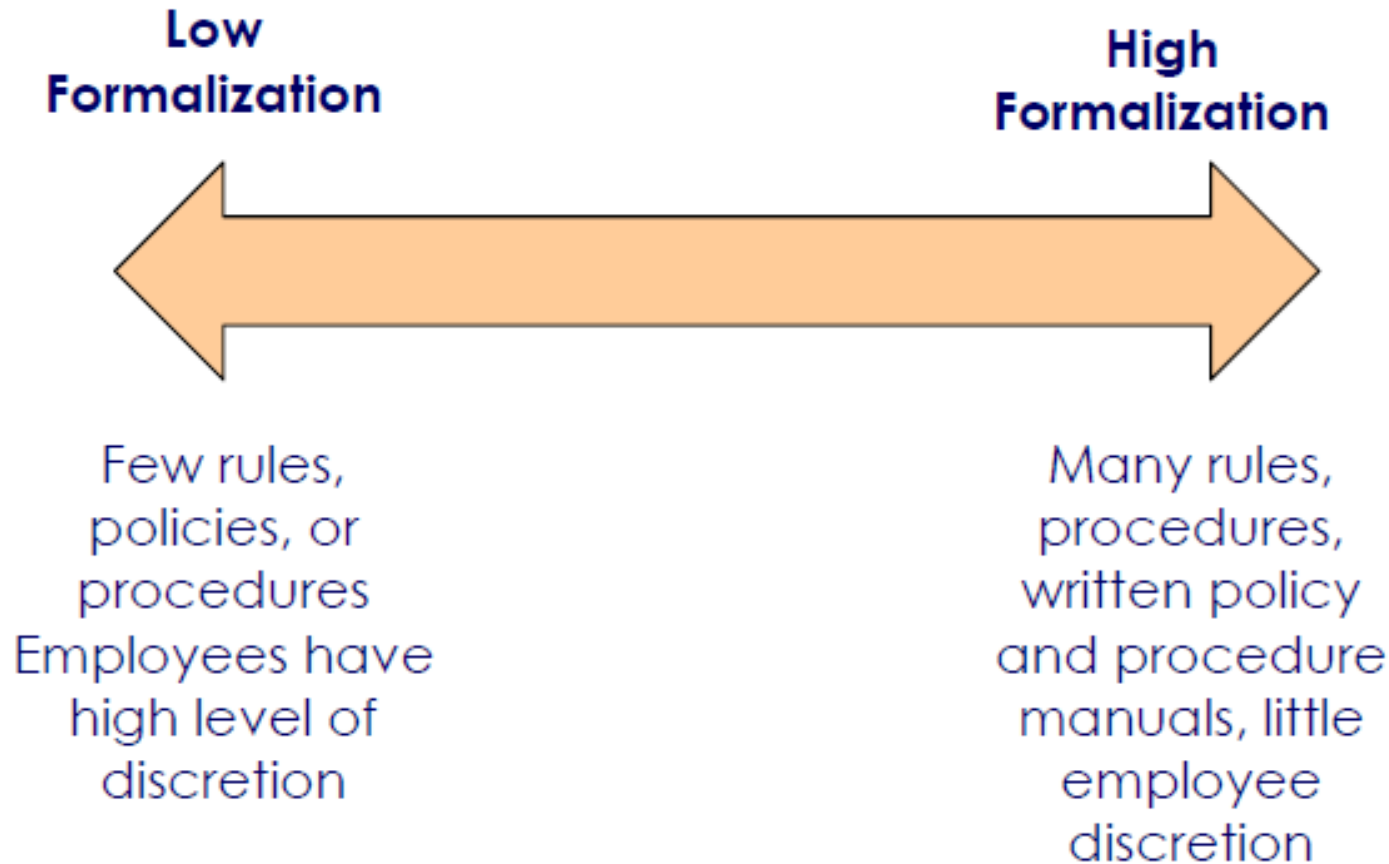 Low
Formalization
High
Formalization
Few rules,
policies, or
procedures
Employees have
high level of
discretion
Many rules,
procedures,
written policy
and procedure
manuals, little
employee
discretion